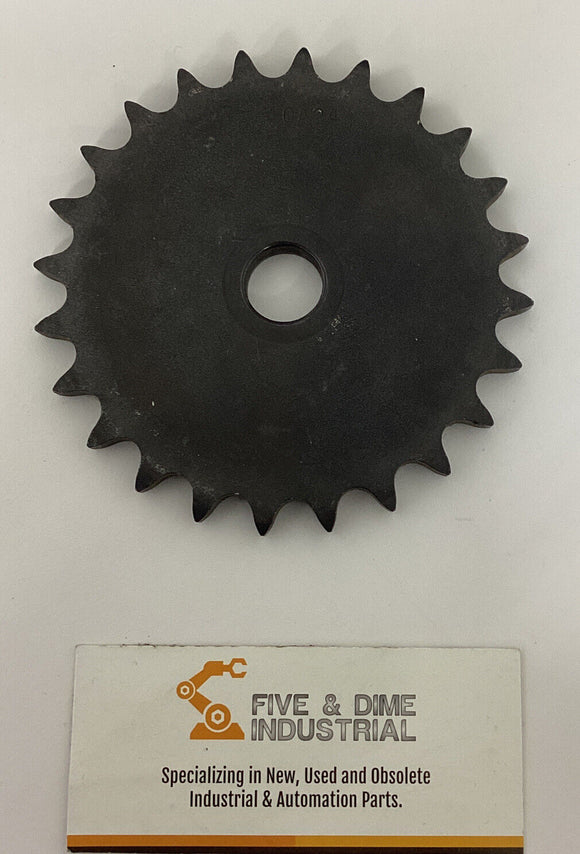 FIVE & DIME
INDUSTRIAL
Specializing in New, Used and Obsolete
Industrial & Automation Parts.